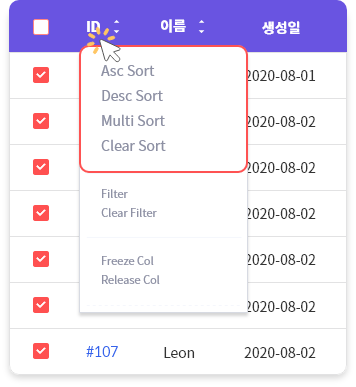 ID 이름 생성일
Asc Sort 2020-08-01
Desc Sort
Multi Sort 2020-08-02
Clear Sort
2020-08-02
Filter
Clear Filter 2020-08-02
Freeze Col 2020-08-02
Release Col
2020-08-02
#107 Leon 2020-08-02